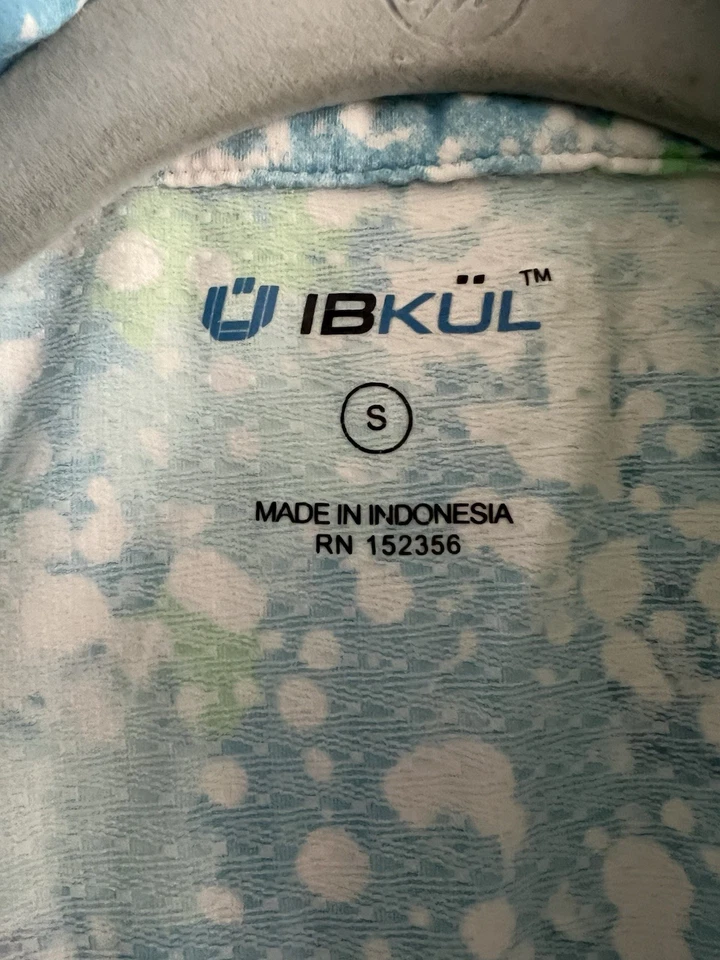 IBKÜL™
S
MADE IN INDONESIA
RN 152356